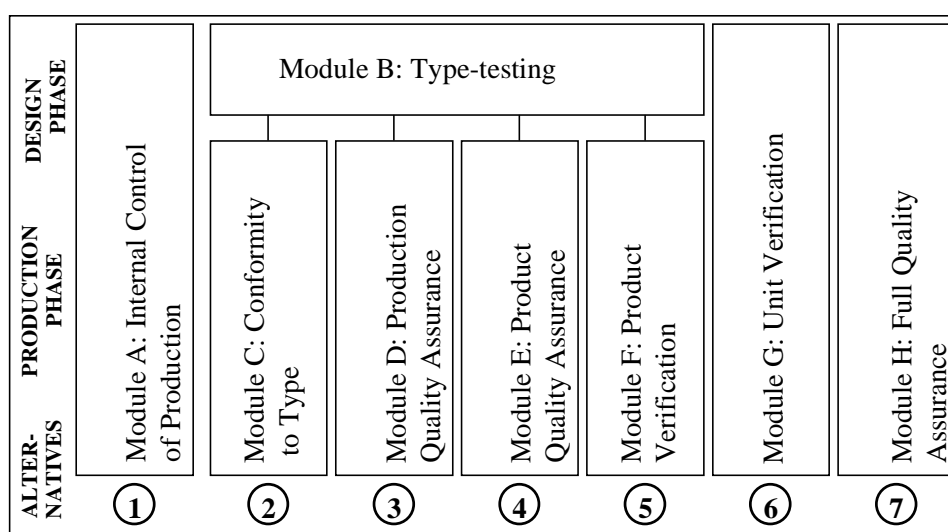 DESIGN
PHASE
PRODUCTION
PHASE
ALTER-
NATIVES
Module A: Internal Control
of Production
Module B: Type-testing
Module C: Conformity
to Type
Module D: Production
Quality Assurance
Module E: Product
Quality Assurance
Module F: Product
Verification
Module G: Unit Verification
Module H: Full Quality
Assurance
1
2
3
4
5
6
7